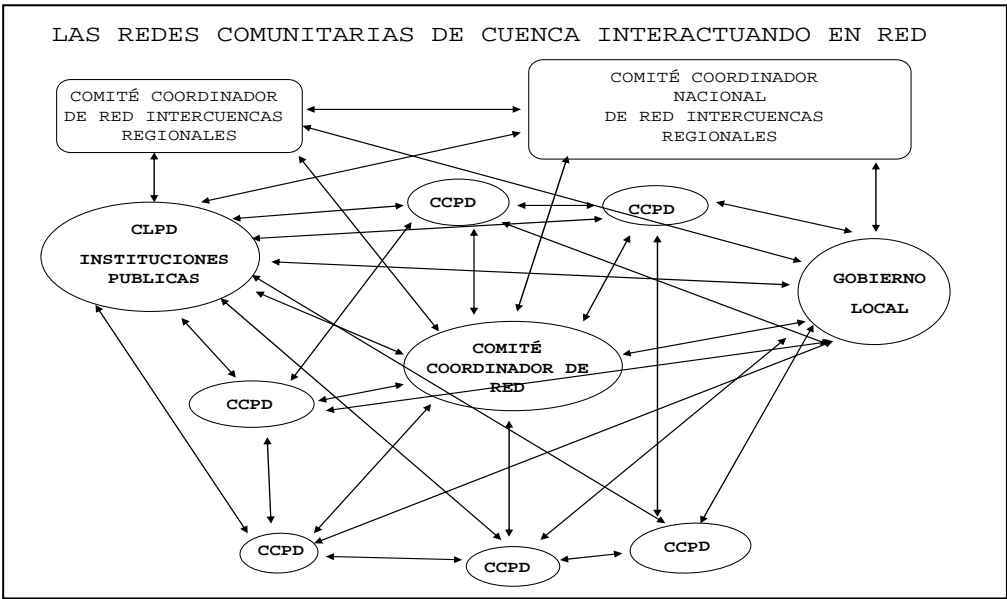 LAS REDES COMUNITARIAS DE CUENCA INTERACTUANDO EN RED
COMITÉ COORDINADOR
DE RED INTERCUENCAS
REGIONALES
COMITÉ COORDINADOR
NACIONAL
DE RED INTERCUENCAS
REGIONALES
CCPD
CCPD
CLPD
INSTITUCIONES
PUBLICAS
GOBIERNO
LOCAL
COMITÉ
COORDINADOR DE
RED
CCPD
CCPD
CCPD
CCPD